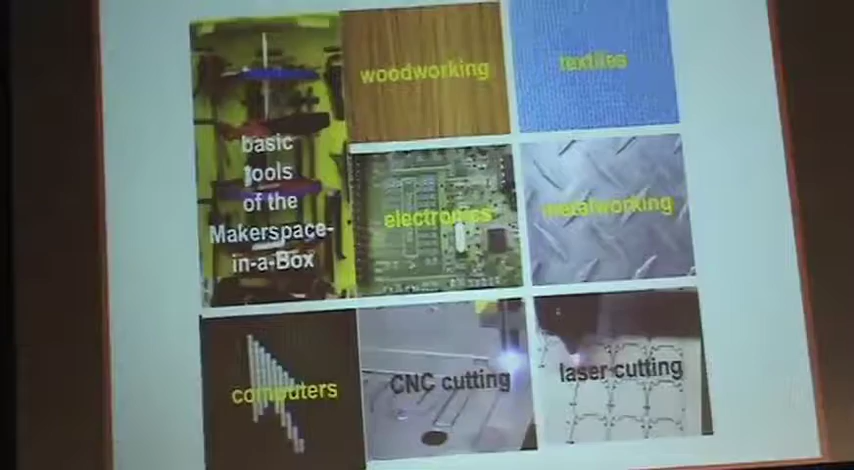 woodworking
textiles
basic
tools
of the
Makerspace-
in-a-Box
electronics
metalworking
computers
CNC cutting
laser cutting